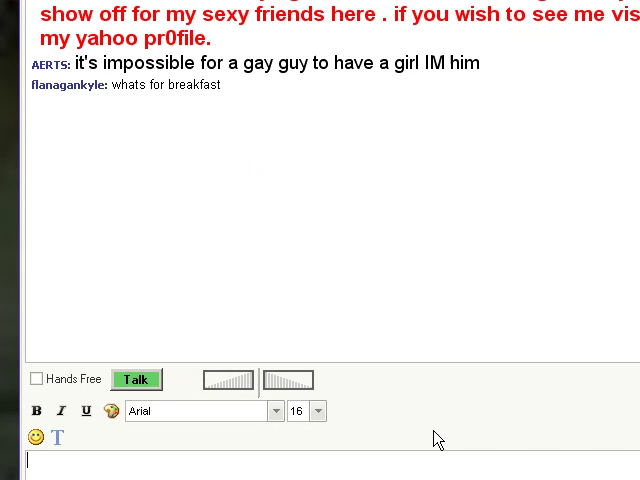 show off for my sexy friends here . if you wish to see me vis
my yahoo pr0file.
AERTS: it's impossible for a gay guy to have a girl IM him
flanagankyle: whats for breakfast
Hands Free Talk
B I U Arial 16
T